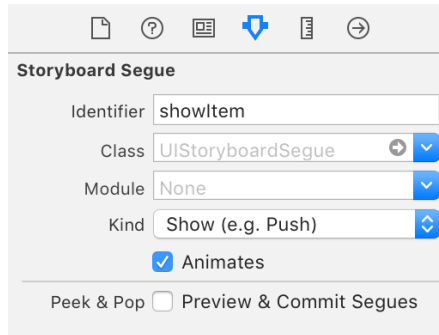 Storyboard Segue
Identifier showItem
Class UIStoryboardSegue
Module None
Kind Show (e.g. Push)
Animates
Peek & Pop Preview & Commit Segues